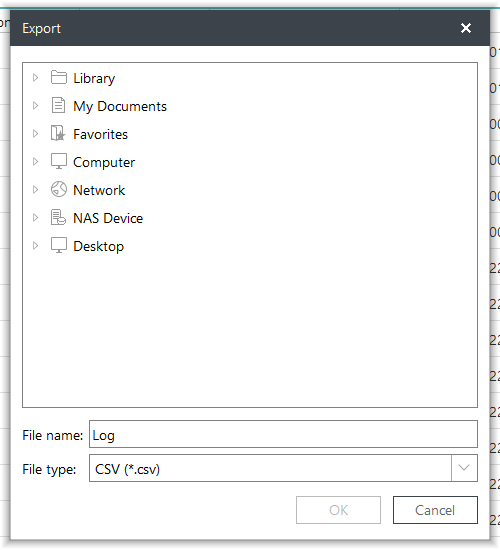 Export
Library
My Documents
Favorites
Computer
Network
NAS Device
Desktop
File name: Log
File type: CSV (*.csv)
OK Cancel